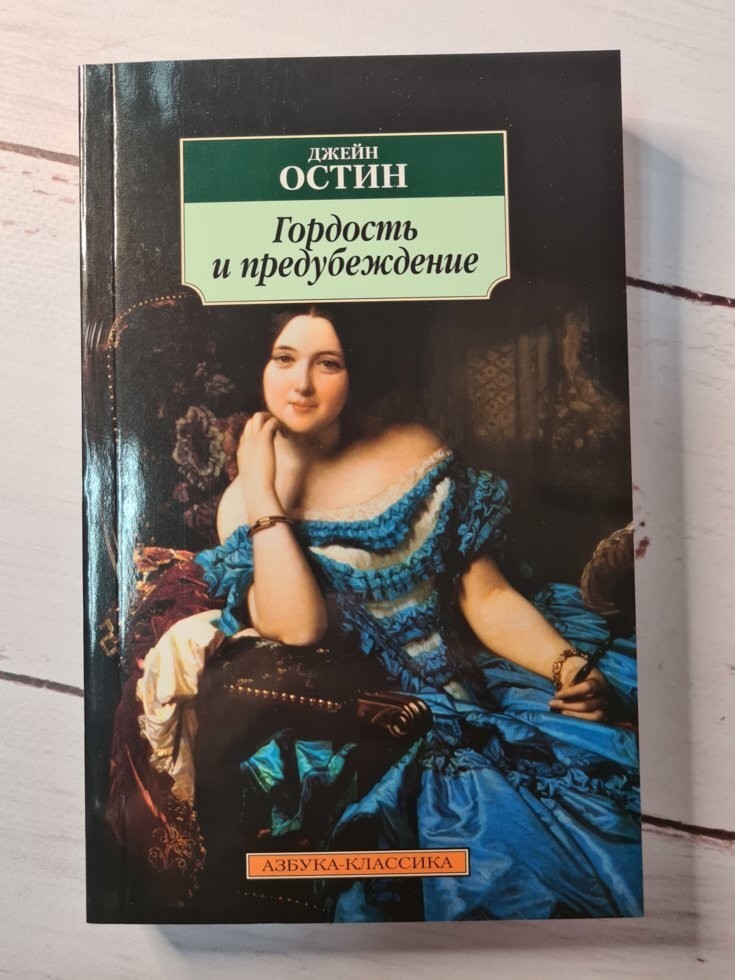 ДЖЕЙН
ОСТИН
Гордость
и предубеждение
АЗБУКА-КЛАССИКА